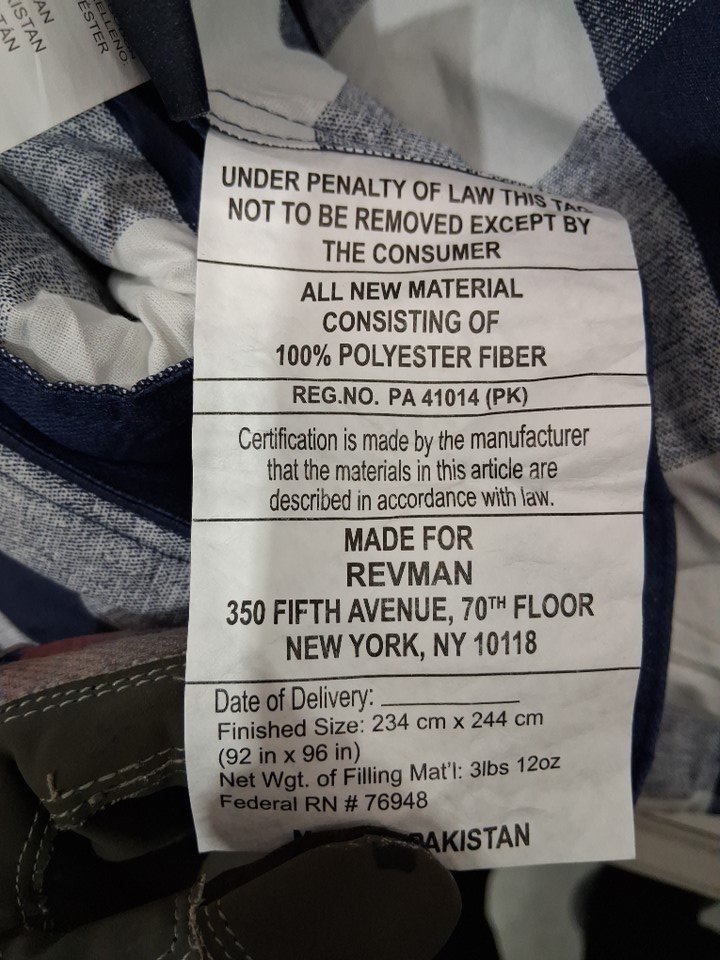 UNDER PENALTY OF LAW THIS
NOT TO BE REMOVED EXCEPT BY
THE CONSUMER
ALL NEW MATERIAL
CONSISTING OF
100% POLYESTER FIBER
REG.NO. PA 41014 (PK)
Certification is made by the manufacturer
that the materials in this article are
described in accordance with law.
MADE FOR
REVMAN
350 FIFTH AVENUE, 70TH FLOOR
NEW YORK, NY 10118
Date of Delivery:
Finished Size: 234 cm x 244 cm
(92 in x 96 in)
Net Wgt. of Filling Mat'l: 3lbs 12oz
Federal RN # 76948
PAKISTAN